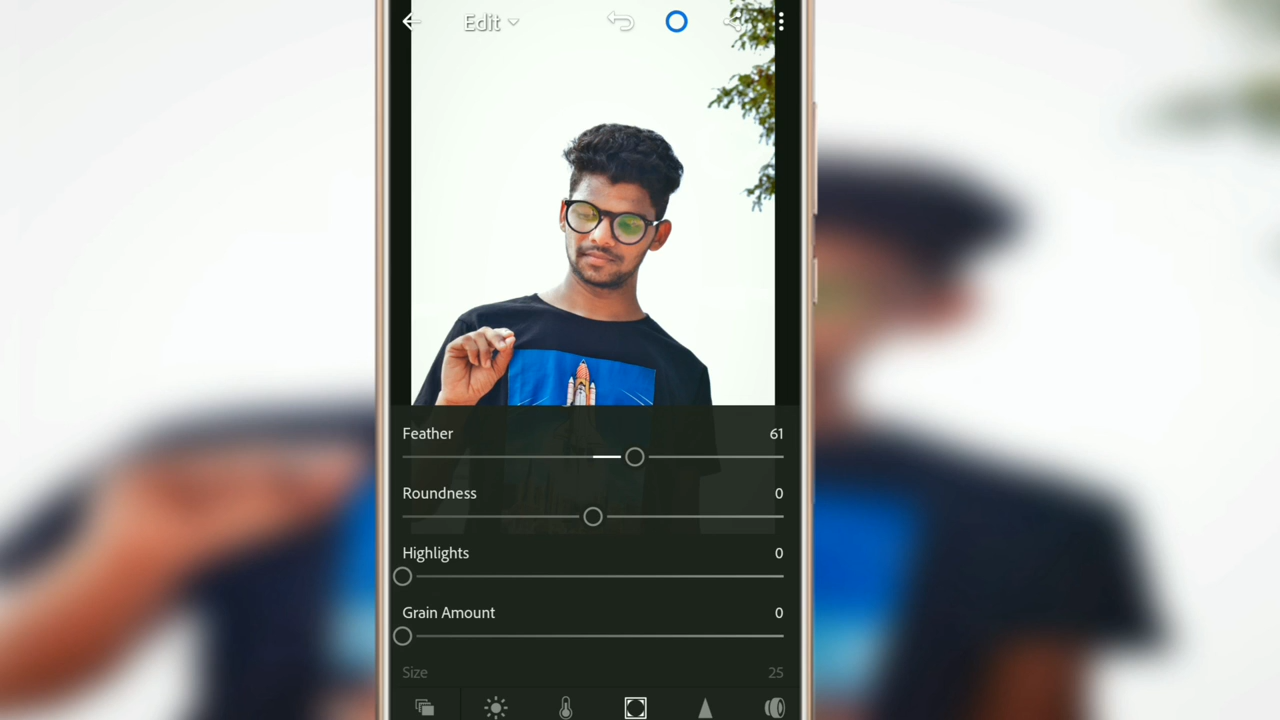 Edit
Feather 61
Roundness 0
Highlights 0
Grain Amount 0
Size 25